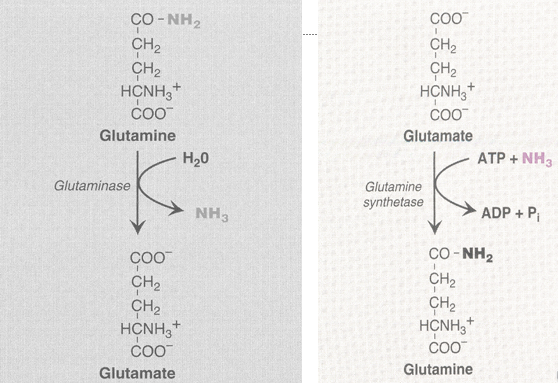 CO - NH₂
CH₂
CH₂
HCNH₃⁺
COO⁻
Glutamine
Glutaminase
H₂0
NH₃
COO⁻
CH₂
CH₂
HCNH₃⁺
COO⁻
Glutamate
COO⁻
CH₂
CH₂
HCNH₃⁺
COO⁻
Glutamate
Glutamine
synthetase
ATP + NH₃
ADP + Pᵢ
CO - NH₂
CH₂
CH₂
HCNH₃⁺
COO⁻
Glutamine